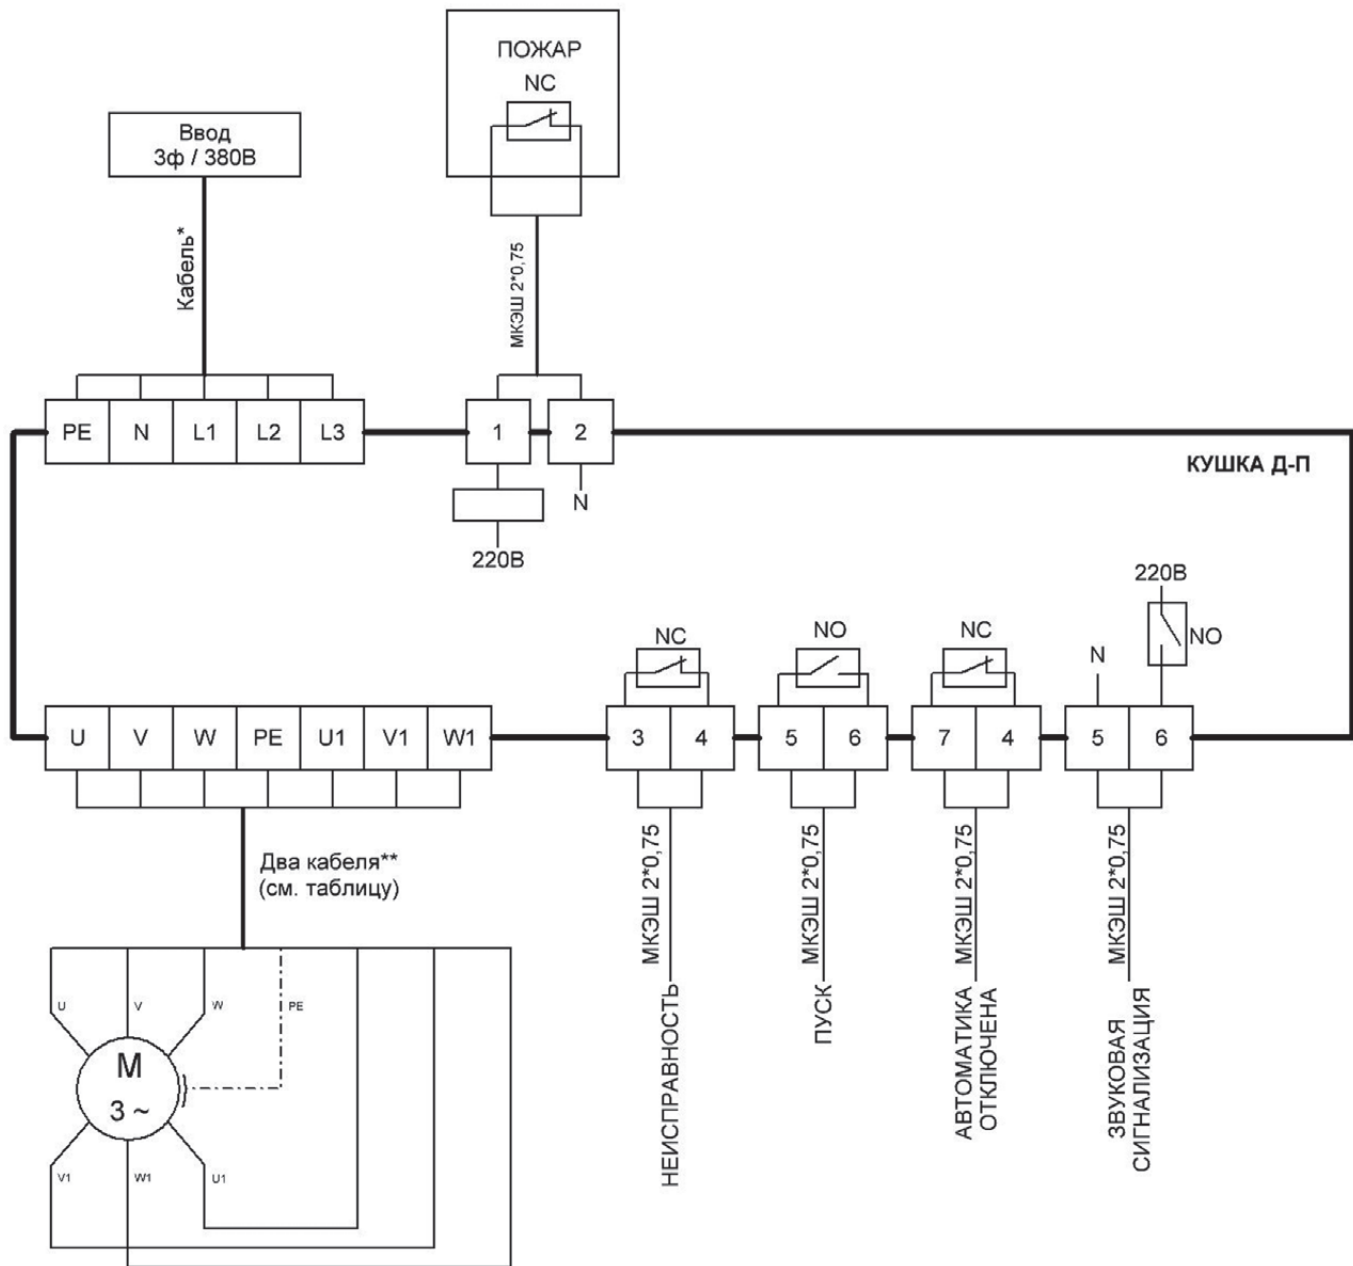 ПОЖАР
NC
Ввод
3ф / 380В
Кабель*
МКЭШ 2*0,75
PE N L1 L2 L3 1 2
КУШКА Д-П
N
220В
220В
NC NO NC N NO
U V W PE U1 V1 W1 3 4 5 6 7 4 5 6
Два кабеля**
(см. таблицу)
МКЭШ 2*0,75
НЕИСПРАВНОСТЬ
МКЭШ 2*0,75
ПУСК
МКЭШ 2*0,75
АВТОМАТИКА
ОТКЛЮЧЕНА
МКЭШ 2*0,75
ЗВУКОВАЯ
СИГНАЛИЗАЦИЯ
U V W PE
M
3 ~
V1 W1 U1